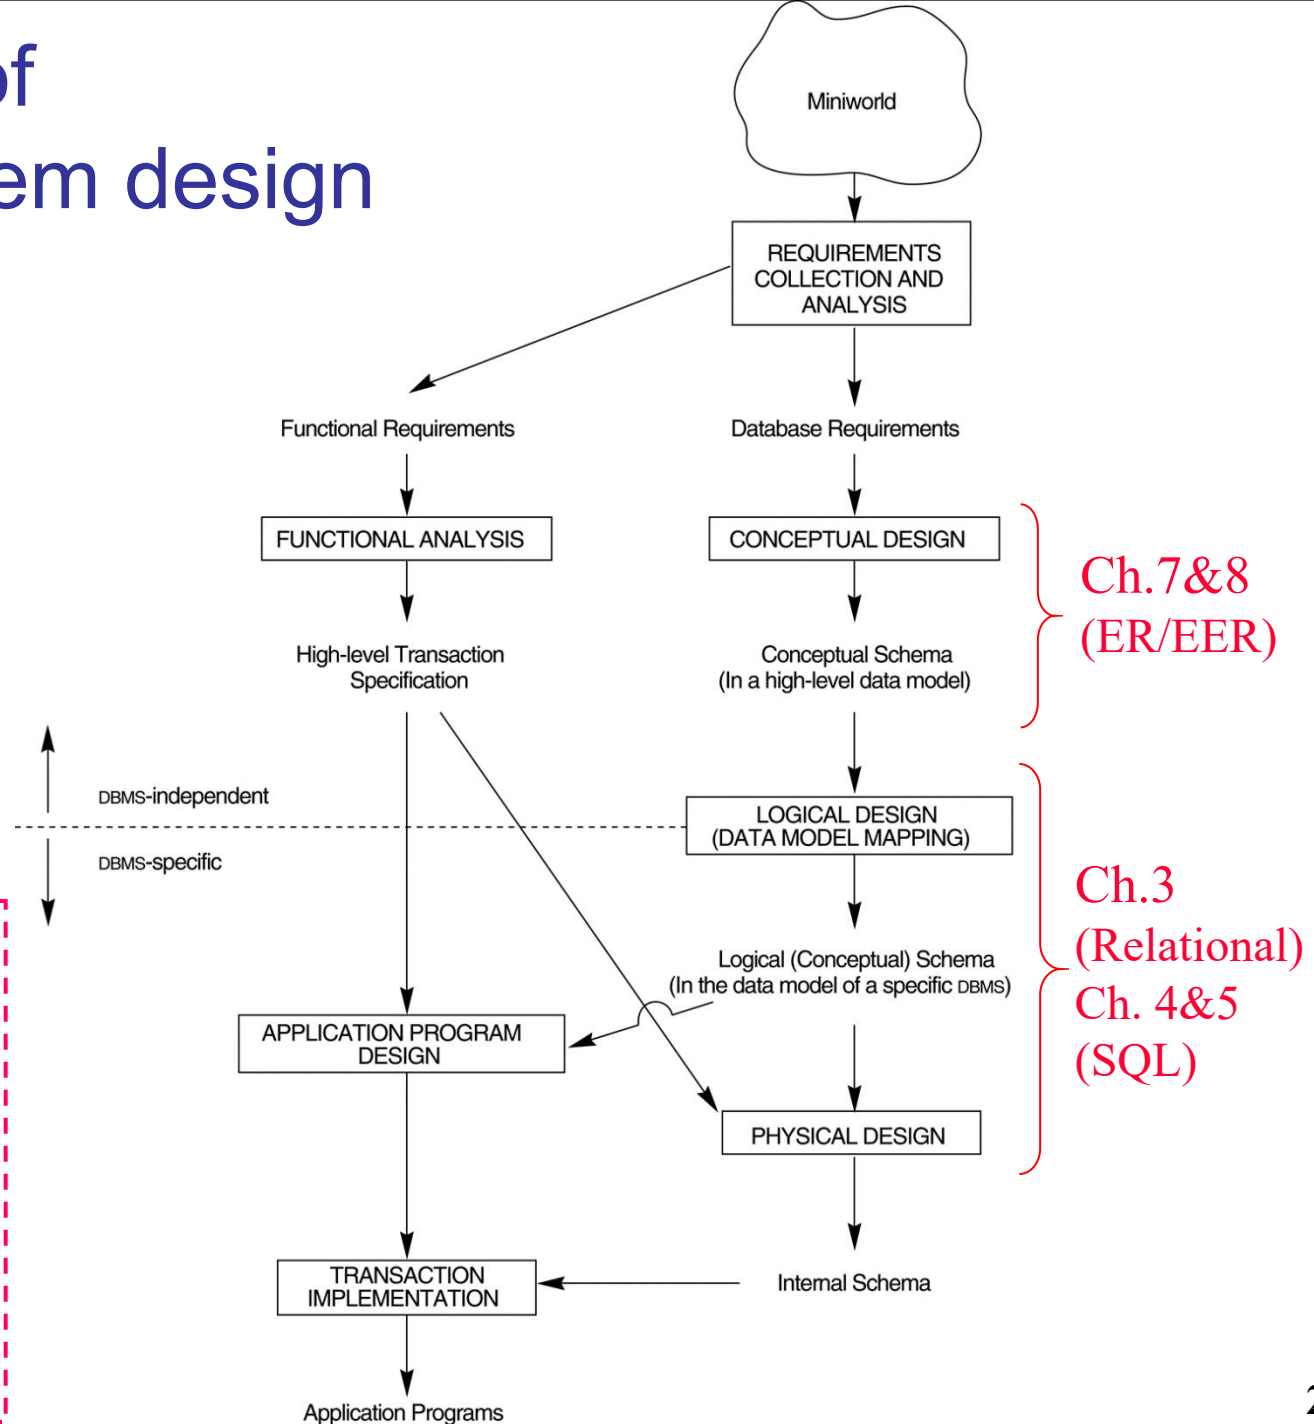 of
em design
Miniworld
REQUIREMENTS
COLLECTION AND
ANALYSIS
Functional Requirements
Database Requirements
FUNCTIONAL ANALYSIS
CONCEPTUAL DESIGN
Ch.7&8
(ER/EER)
High-level Transaction
Specification
Conceptual Schema
(In a high-level data model)
DBMS-independent
DBMS-specific
LOGICAL DESIGN
(DATA MODEL MAPPING)
Ch.3
(Relational)
Ch. 4&5
(SQL)
Logical (Conceptual) Schema
(In the data model of a specific DBMS)
APPLICATION PROGRAM
DESIGN
PHYSICAL DESIGN
TRANSACTION
IMPLEMENTATION
Internal Schema
Application Programs